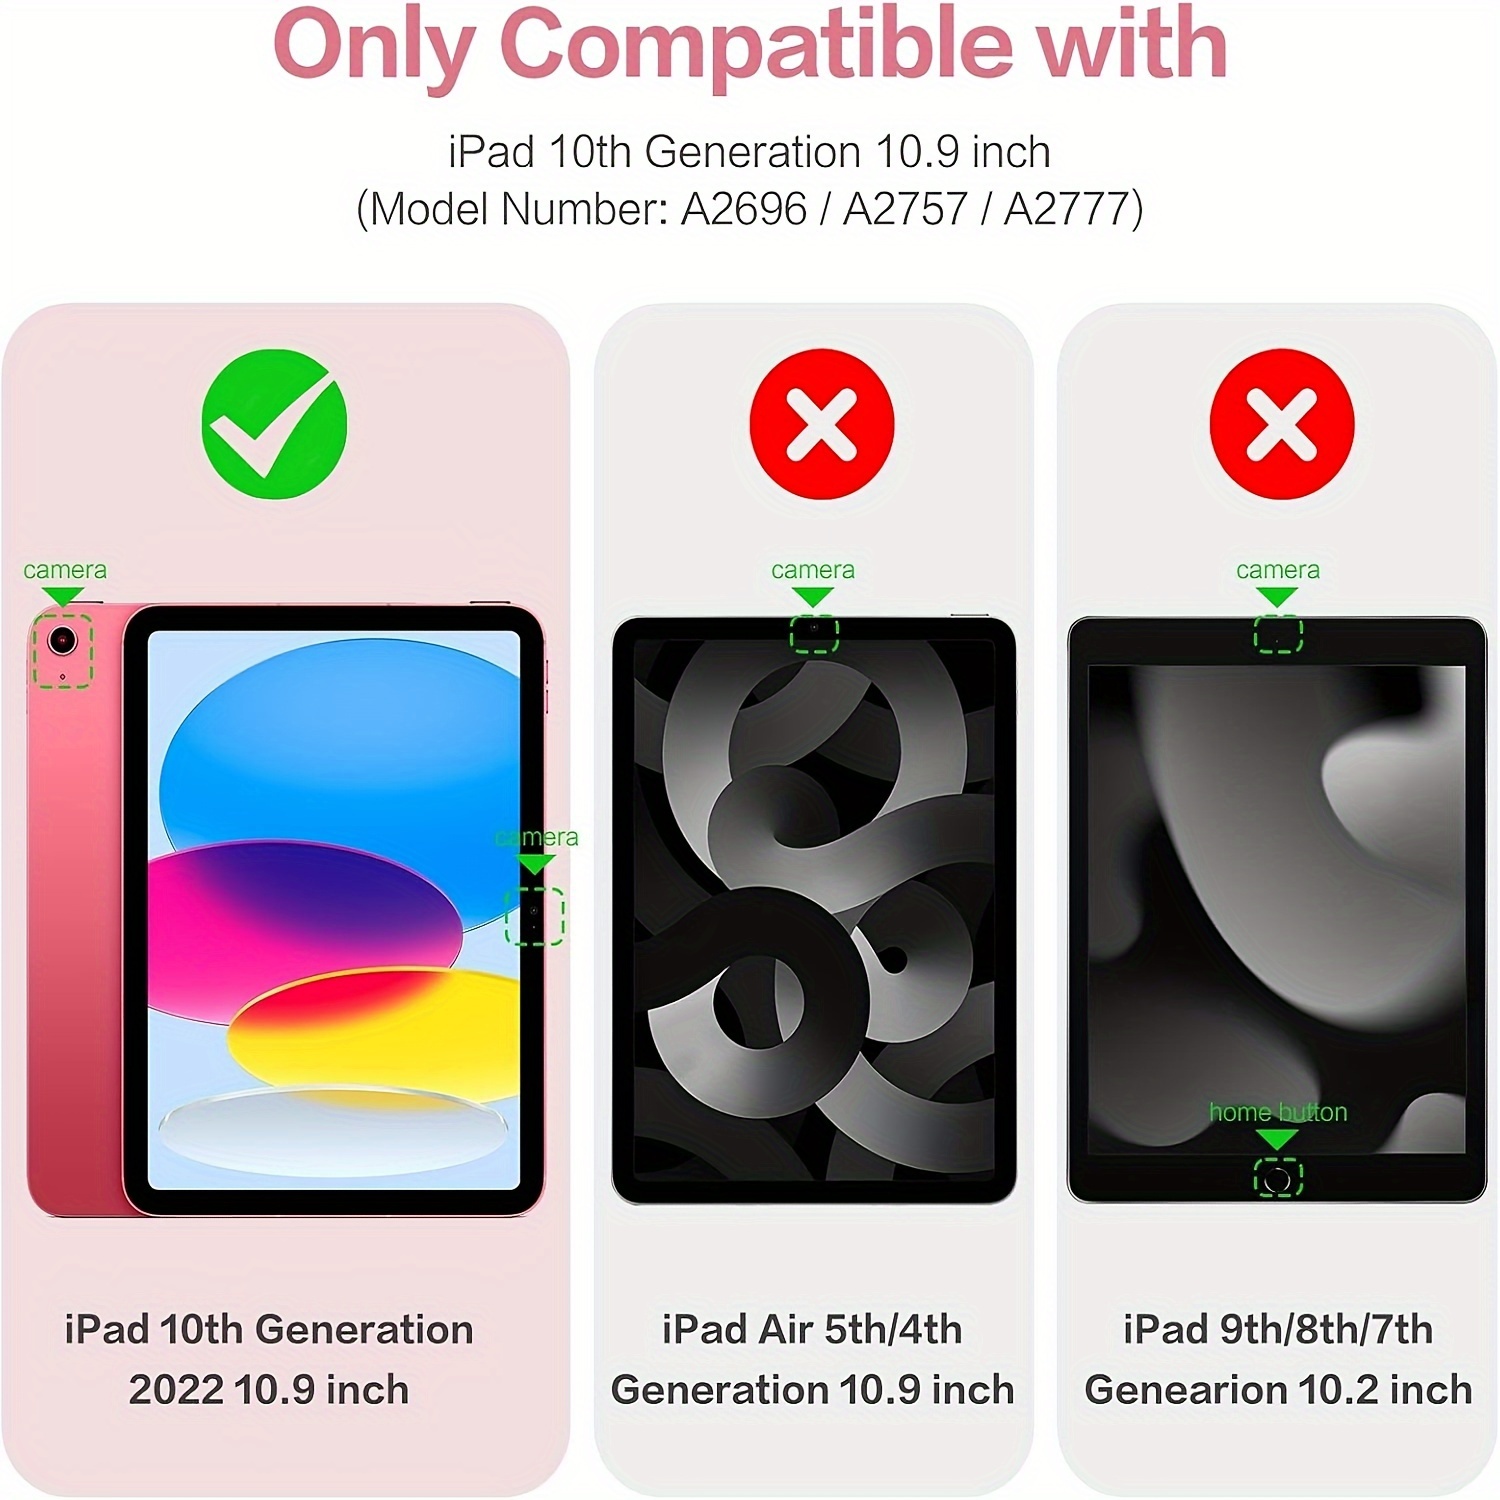 Only Compatible with
iPad 10th Generation 10.9 inch
(Model Number: A2696 / A2757 / A2777)
camera
camera
camera
camera
home button
iPad 10th Generation
2022 10.9 inch
iPad Air 5th/4th
Generation 10.9 inch
iPad 9th/8th/7th
Genearion 10.2 inch